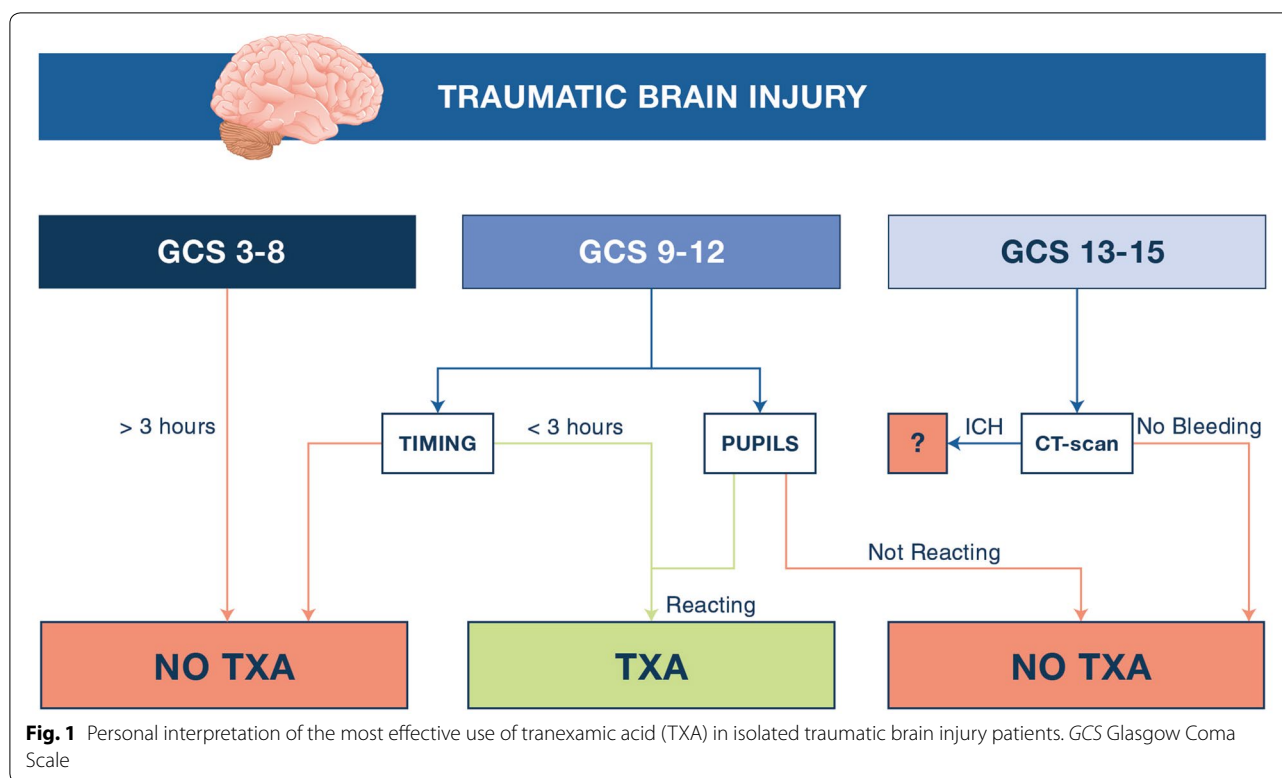 TRAUMATIC BRAIN INJURY
GCS 3-8
GCS 9-12
GCS 13-15
> 3 hours
TIMING
< 3 hours
PUPILS
?
ICH
CT-scan
No Bleeding
Not Reacting
Reacting
NO TXA
TXA
NO TXA
Fig. 1 Personal interpretation of the most effective use of tranexamic acid (TXA) in isolated traumatic brain injury patients. GCS Glasgow Coma
Scale